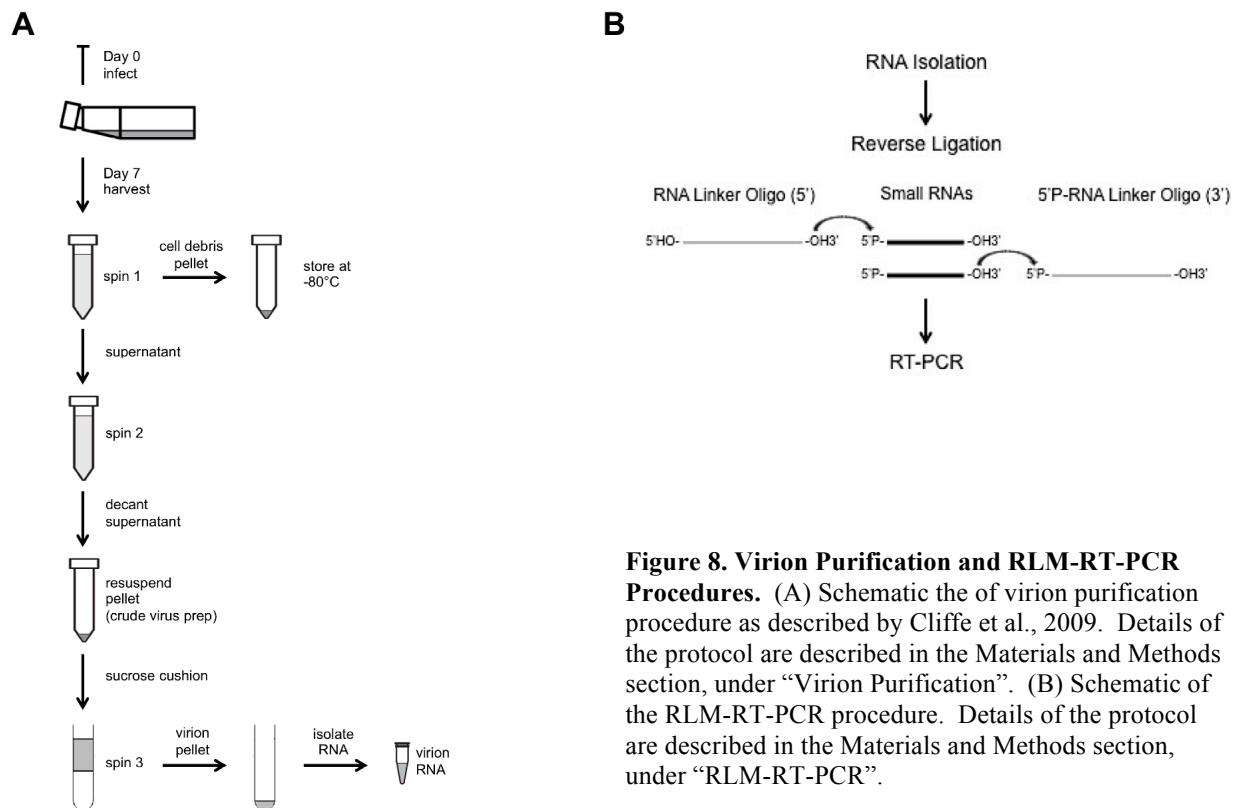 A
Day 0
infect
Day 7
harvest
spin 1
cell debris
pellet
store at
-80°C
supernatant
spin 2
decant
supernatant
resuspend
pellet
(crude virus prep)
sucrose cushion
spin 3
virion
pellet
isolate
RNA
virion
RNA
B
RNA Isolation
Reverse Ligation
RNA Linker Oligo (5')
Small RNAs
5'P-RNA Linker Oligo (3')
5'HO- -OH3' 5'P- -OH3'
5'P- -OH3' 5'P- -OH3'
RT-PCR
Figure 8. Virion Purification and RLM-RT-PCR
Procedures. (A) Schematic the of virion purification
procedure as described by Cliffe et al., 2009. Details of
the protocol are described in the Materials and Methods
section, under “Virion Purification”. (B) Schematic of
the RLM-RT-PCR procedure. Details of the protocol
are described in the Materials and Methods section,
under “RLM-RT-PCR”.